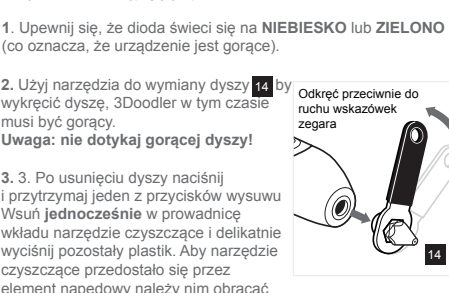 1. Upewnij się, że dioda świeci się na NIEBIESKO lub ZIELONO
(co oznacza, że urządzenie jest gorące).
2. Użyj narzędzia do wymiany dyszy 14 by
wykręcić dyszę, 3Doodler w tym czasie
musi być gorący.
Uwaga: nie dotykaj gorącej dyszy!
Odkręć przeciwnie do
ruchu wskazówek
zegara
14
3. 3. Po usunięciu dyszy naciśnij
i przytrzymaj jeden z przycisków wysuwu
Wsuń jednocześnie w prowadnicę
wkładu narzędzie czyszczące i delikatnie
wyciśnij pozostały plastik. Aby narzędzie
czyszczące przedostało się przez
element napędowy należy nim obracać